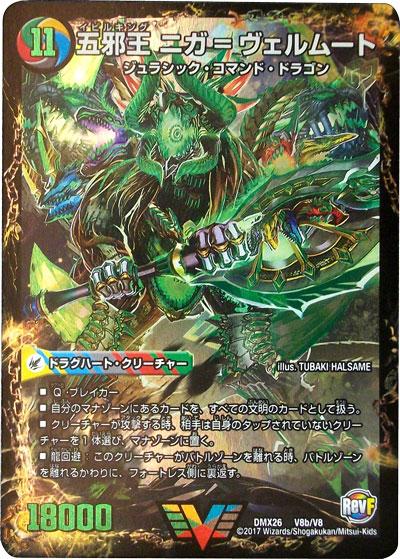 イビルキング
11
五邪王 ニガ=ヴェルムート
ジュラシック・コマンド・ドラゴン
ドラグハート・クリーチャー
illus. TUBAKI HALSAME
■ Q・ブレイカー
■ 自分のマナゾーンにあるカードを、すべての文明のカードとして扱う。
■ クリーチャーが攻撃する時、相手は自身のタップされていないクリー
チャーを1体選び、マナゾーンに置く。
■ 龍回避：このクリーチャーがバトルゾーンを離れる時、バトルゾーン
を離れるかわりに、フォートレス側に裏返す。
18000
RevF
DMX26 V8b/V8
©2017 Wizards/Shogakukan/Mitsui-Kids